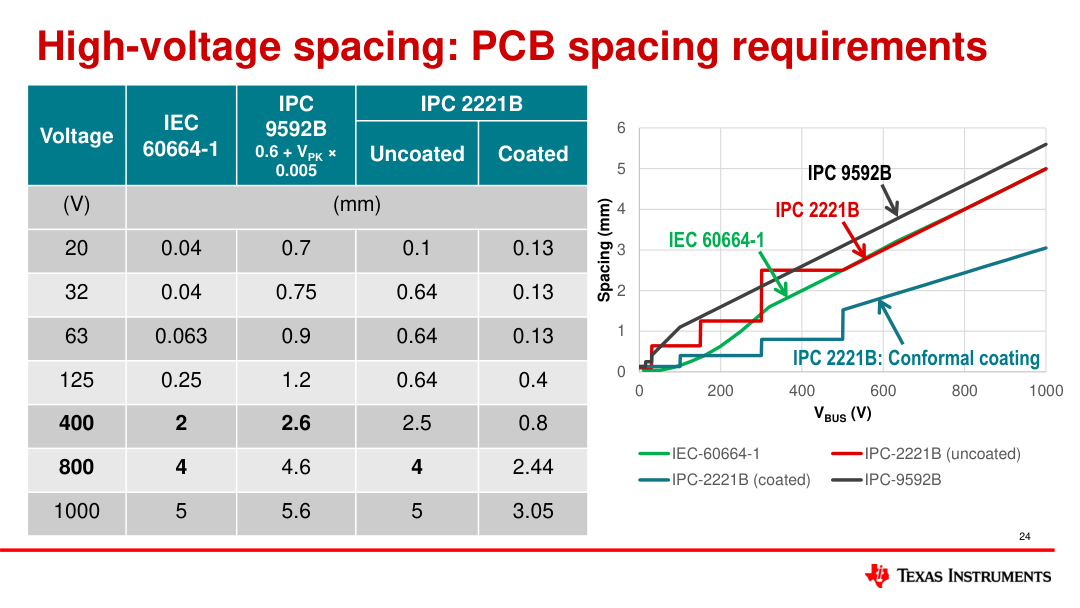 High-voltage spacing: PCB spacing requirements
Voltage
IEC
60664-1
IPC
9592B
0.6 + VPK ×
0.005
IPC 2221B
Uncoated
Coated
(V)
(mm)
20 0.04 0.7 0.1 0.13
32 0.04 0.75 0.64 0.13
63 0.063 0.9 0.64 0.13
125 0.25 1.2 0.64 0.4
400 2 2.6 2.5 0.8
800 4 4.6 4 2.44
1000 5 5.6 5 3.05
Spacing (mm)
6
5
4
3
2
1
0
IPC 9592B
IPC 2221B
IEC 60664-1
IPC 2221B: Conformal coating
0 200 400 600 800 1000
VBUS (V)
IEC-60664-1 IPC-2221B (uncoated)
IPC-2221B (coated) IPC-9592B
24
TEXAS INSTRUMENTS